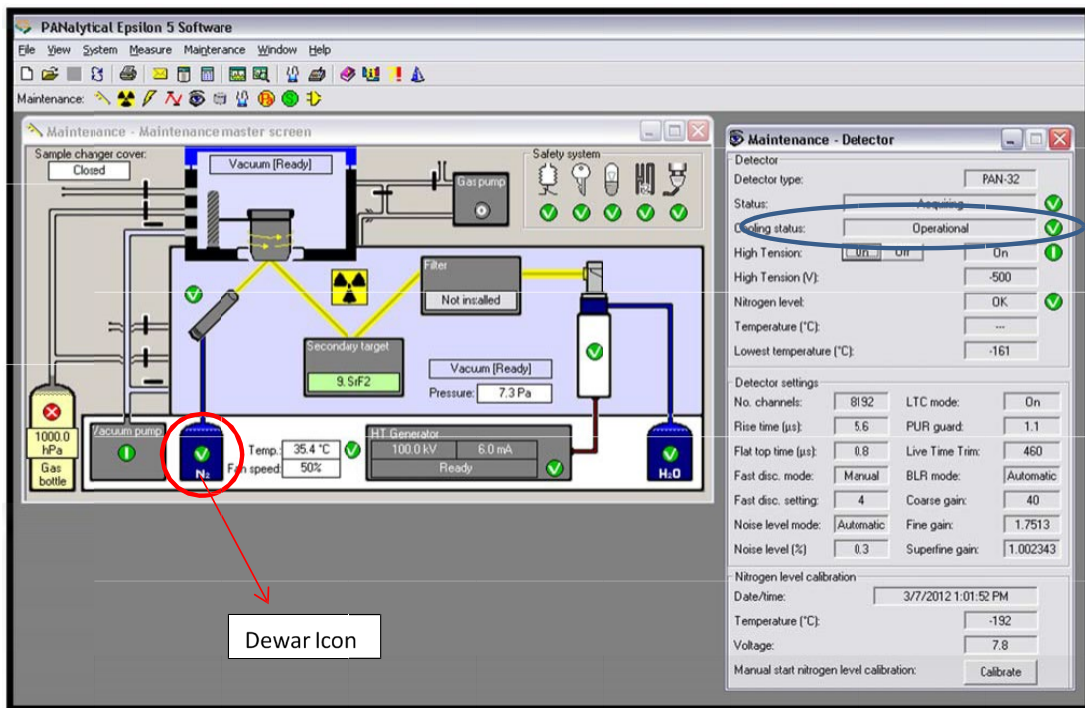 PANalytical Epsilon 5 Software
File View System Measure Mainterance Window Help
Maintenance:
Maintenance - Maintenance master screen
Sample changer cover:
Closed
Vacuum [Ready]
Gas pump
Safety system
Filter
Not installed
Secondary target
9. SrF2
Vacuum [Ready]
Pressure: 7.3 Pa
1000.0
hPa
Gas
bottle
Vacuum pump
N₂
Temp.: 35.4 °C
Fan speed: 50%
HT Generator
100.0 kV 6.0 mA
Ready
H₂O
Dewar Icon
Maintenance - Detector
Detector
Detector type: PAN-32
Status: Acquiring
Cooling status: Operational
High Tension: On Off On
High Tension (V): -500
Nitrogen level: OK
Temperature (°C): ---
Lowest temperature (°C): -161
Detector settings
No. channels: 8192 LTC mode: On
Rise time (µs): 5.6 PUR guard: 1.1
Flat top time (µs): 0.8 Live Time Trim: 460
Fast disc. mode: Manual BLR mode: Automatic
Fast disc. setting: 4 Coarse gain: 40
Noise level mode: Automatic Fine gain: 1.7513
Noise level (%) 0.3 Superfine gain: 1.002343
Nitrogen level calibration
Date/time: 3/7/2012 1:01:52 PM
Temperature (°C): -192
Voltage: 7.8
Manual start nitrogen level calibration: Calibrate